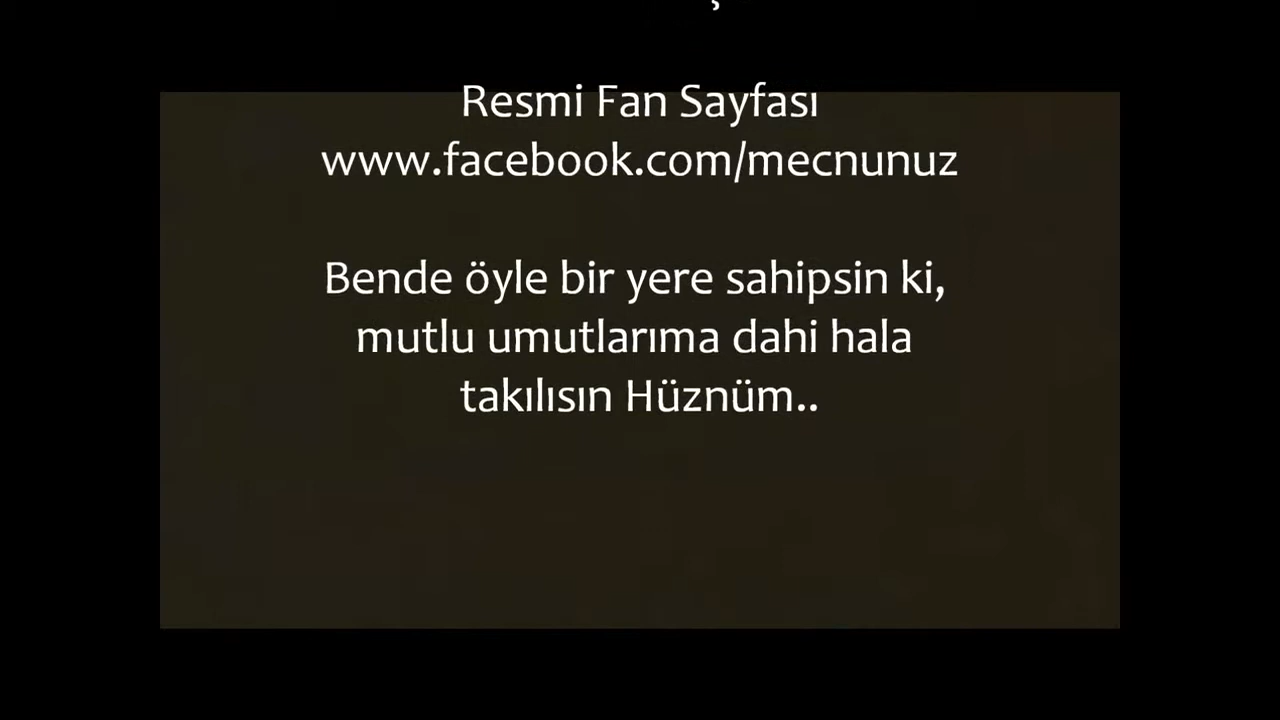 Resmi Fan Sayfası
www.facebook.com/mecnunuz
Bende öyle bir yere sahipsin ki,
mutlu umutlarıma dahi hala
takılısın Hüznüm..